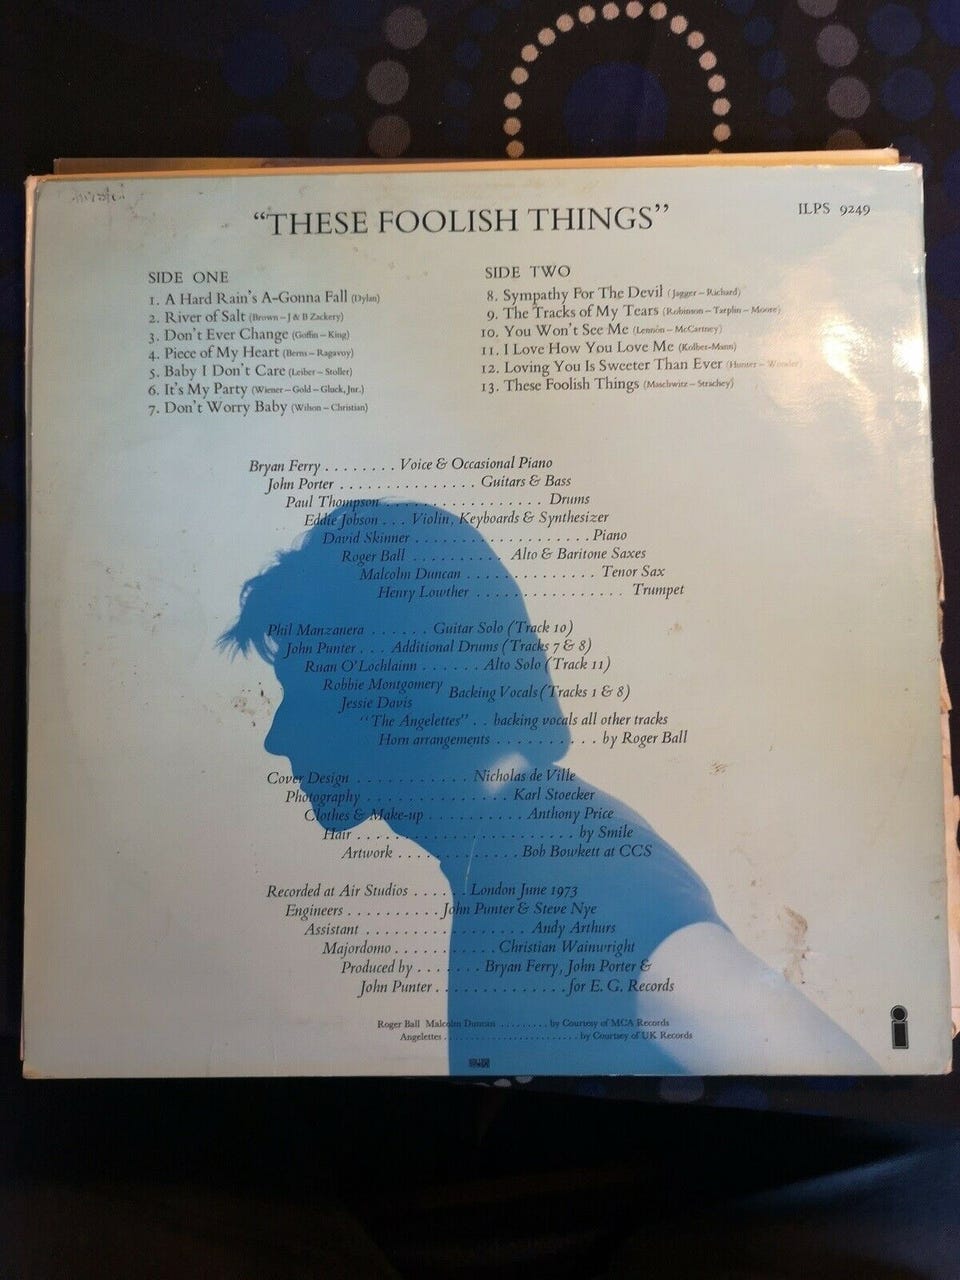 "THESE FOOLISH THINGS"
ILPS 9249
SIDE ONE
1. A Hard Rain's A-Gonna Fall (Dylan)
2. River of Salt (Brown – J & B Zackery)
3. Don't Ever Change (Goffin – King)
4. Piece of My Heart (Berns – Ragavoy)
5. Baby I Don't Care (Leiber – Stoller)
6. It's My Party (Wiener – Gold – Gluck, Jnr.)
7. Don't Worry Baby (Wilson – Christian)
SIDE TWO
8. Sympathy For The Devil (Jagger – Richard)
9. The Tracks of My Tears (Robinson – Tarplin – Moore)
10. You Won't See Me (Lennon – McCartney)
11. I Love How You Love Me (Kolber-Mann)
12. Loving You Is Sweeter Than Ever (Hunter – Wonder)
13. These Foolish Things (Maschwitz – Strachey)
Bryan Ferry . . . . . . . . Voice & Occasional Piano
John Porter . . . . . . . . . . . . . . . Guitars & Bass
Paul Thompson . . . . . . . . . . . . . . . . . Drums
Eddie Jobson . . . Violin, Keyboards & Synthesizer
David Skinner . . . . . . . . . . . . . . . . . . . Piano
Roger Ball . . . . . . . . . . Alto & Baritone Saxes
Malcolm Duncan . . . . . . . . . . . . . Tenor Sax
Henry Lowther . . . . . . . . . . . . . . . . Trumpet
Phil Manzanera . . . . . . Guitar Solo (Track 10)
John Punter . . . Additional Drums (Tracks 7 & 8)
Ruan O'Lochlainn . . . . . . Alto Solo (Track 11)
Robbie Montgomery
Jessie Davis
Backing Vocals (Tracks 1 & 8)
"The Angelettes" . . backing vocals all other tracks
Horn arrangements . . . . . . . . . . by Roger Ball
Cover Design . . . . . . . . . . . Nicholas de Ville
Photography . . . . . . . . . . . . . . Karl Stoecker
Clothes & Make-up . . . . . . . . . . Anthony Price
Hair . . . . . . . . . . . . . . . . . . . . . . by Smile
Artwork . . . . . . . . . . . . Bob Bowkett at CCS
Recorded at Air Studios . . . . . . London June 1973
Engineers . . . . . . . . . . John Punter & Steve Nye
Assistant . . . . . . . . . . . . . . . . . Andy Arthurs
Majordomo . . . . . . . . . . . Christian Wainwright
Produced by . . . . . . . Bryan Ferry, John Porter &
John Punter . . . . . . . . . . . . . . for E. G. Records
Roger Ball Malcolm Duncan . . . . . . . . . by Courtesy of MCA Records
Angelettes . . . . . . . . . . . . . . . . . . . . . . . . . by Courtesy of UK Records
i